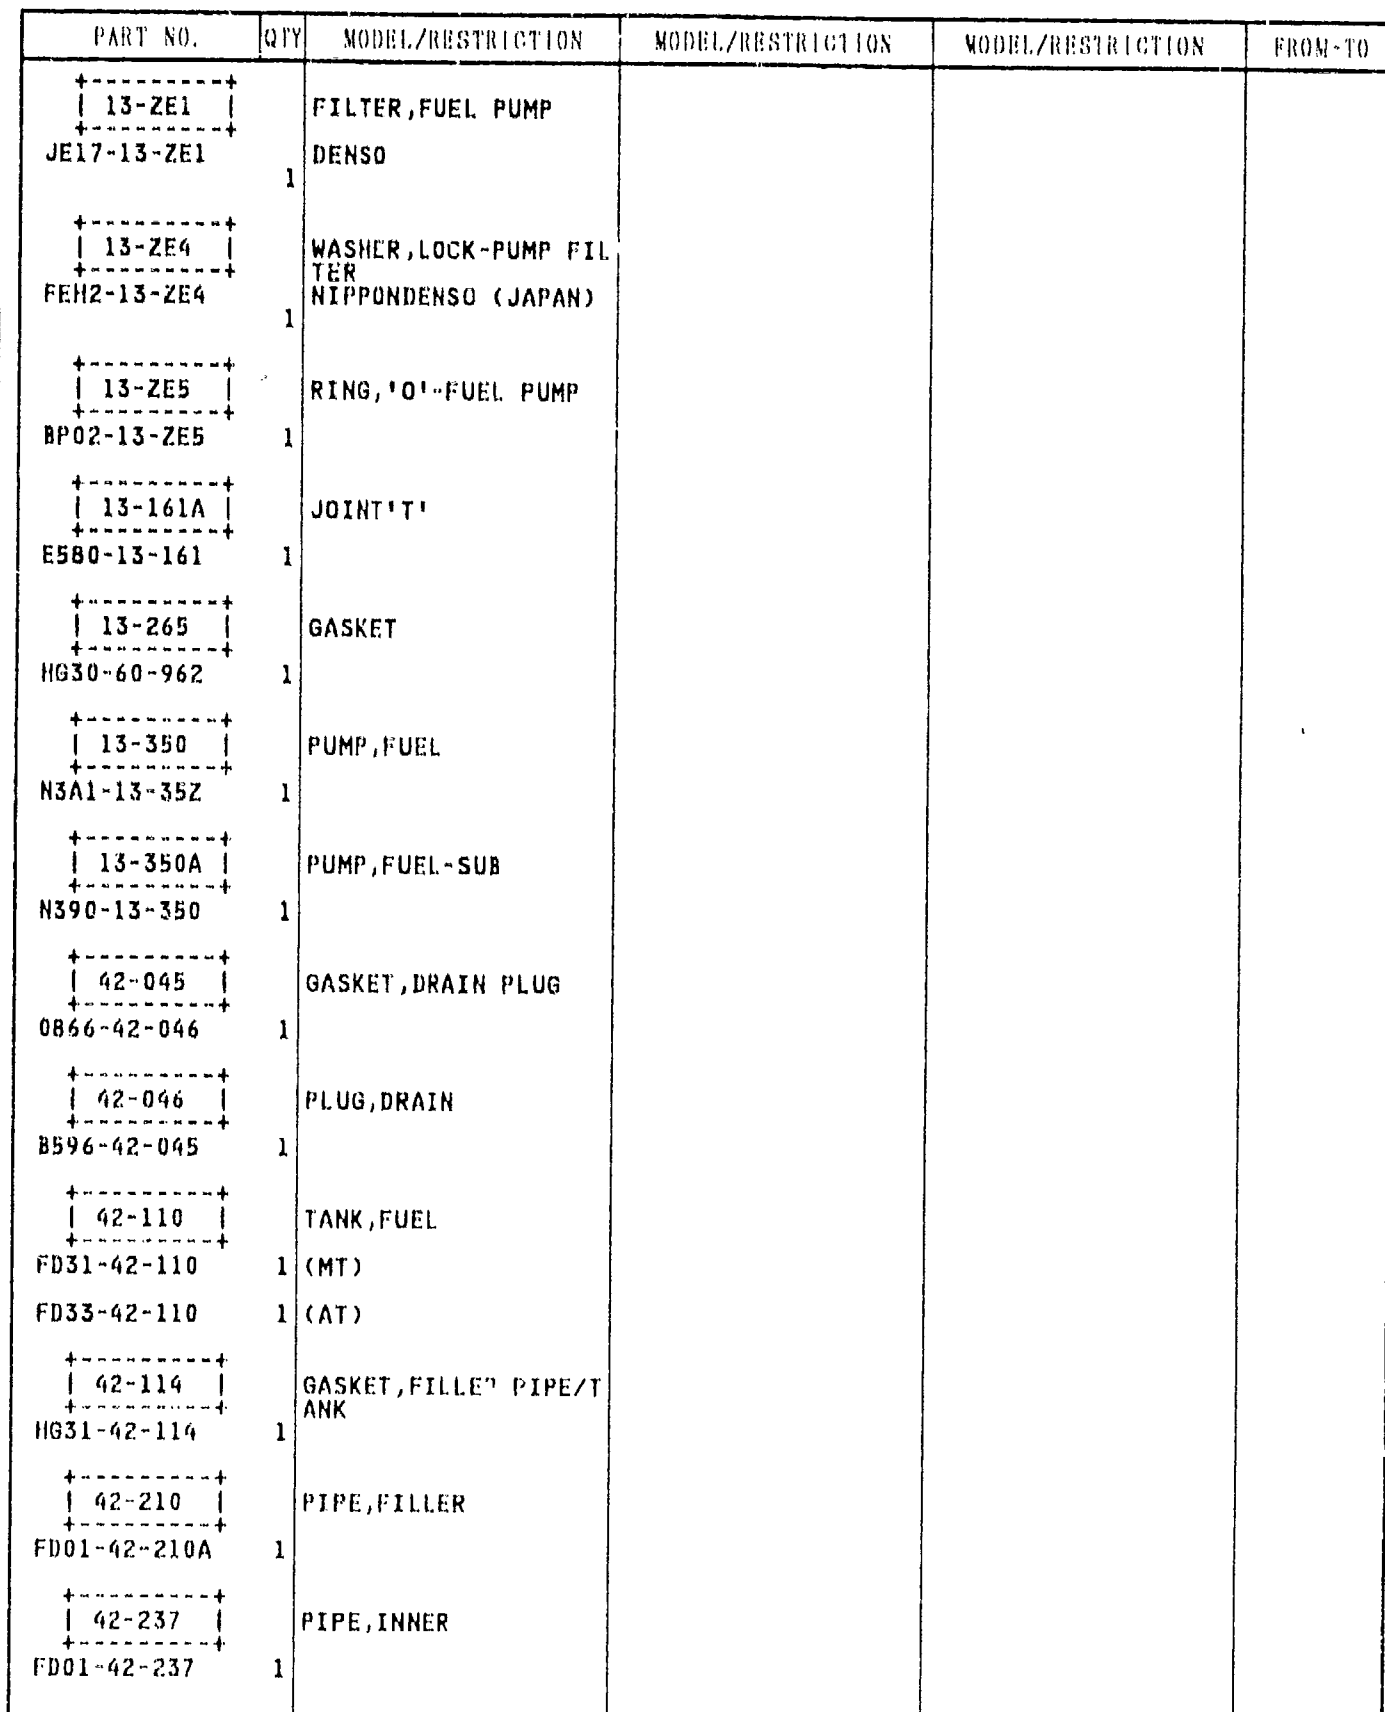 PART NO. QTY MODEL/RESTRICTION MODEL/RESTRICTION MODEL/RESTRICTION FROM-TO
13-ZE1 FILTER,FUEL PUMP
JE17-13-ZE1 DENSO
1
13-ZE4 WASHER,LOCK-PUMP FIL
TER
FEH2-13-ZE4 NIPPONDENSO (JAPAN)
1
13-ZE5 RING,'O'-FUEL PUMP
BP02-13-ZE5 1
13-161A JOINT'T'
E580-13-161 1
13-265 GASKET
HG30-60-962 1
13-350 PUMP,FUEL
N3A1-13-35Z 1
13-350A PUMP,FUEL-SUB
N390-13-350 1
42-045 GASKET,DRAIN PLUG
0866-42-046 1
42-046 PLUG,DRAIN
B596-42-045 1
42-110 TANK,FUEL
FD31-42-110 1 (MT)
FD33-42-110 1 (AT)
42-114 GASKET, PIPE/T
ANK
HG31-42-114 1
42-210 PIPE,FILLER
FD01-42-210A 1
42-237 PIPE,INNER
FD01-42-237 1